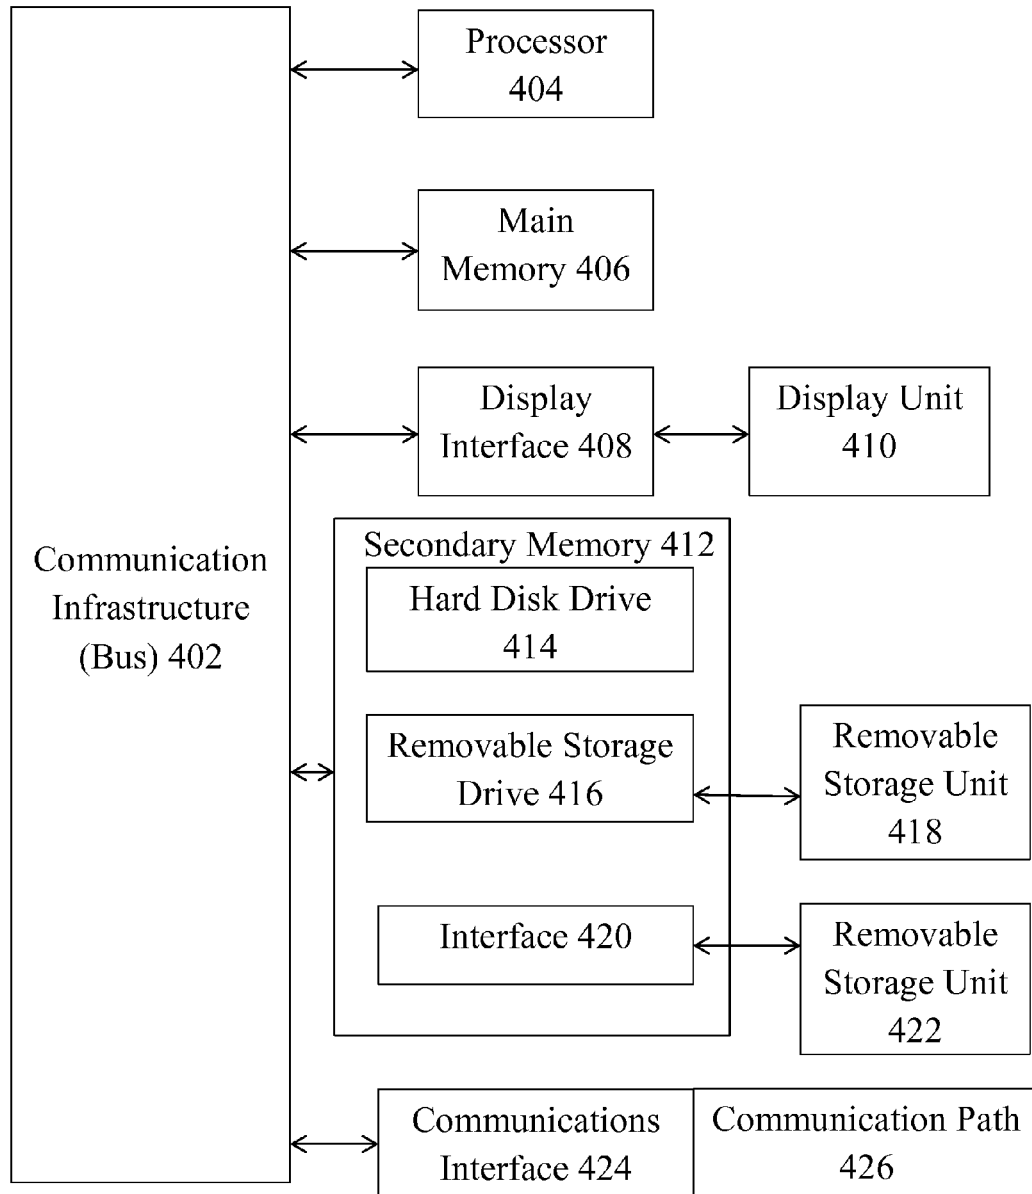 Processor
404
Main
Memory 406
Display
Interface 408
Display Unit
410
Communication
Infrastructure
(Bus) 402
Secondary Memory 412
Hard Disk Drive
414
Removable Storage
Drive 416
Removable
Storage Unit
418
Interface 420
Removable
Storage Unit
422
Communications
Interface 424
Communication Path
426